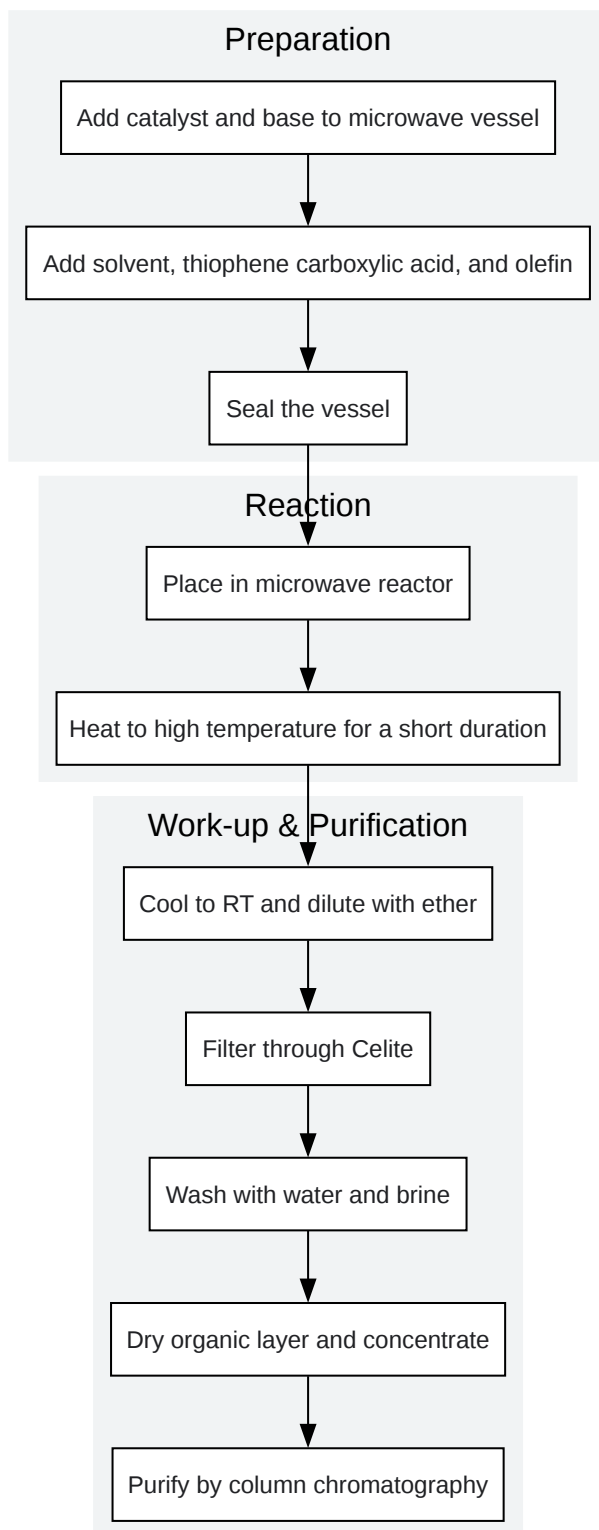 Preparation
Add catalyst and base to microwave vessel
Add solvent, thiophene carboxylic acid, and olefin
Seal the vessel
Reaction
Place in microwave reactor
Heat to high temperature for a short duration
Work-up & Purification
Cool to RT and dilute with ether
Filter through Celite
Wash with water and brine
Dry organic layer and concentrate
Purify by column chromatography